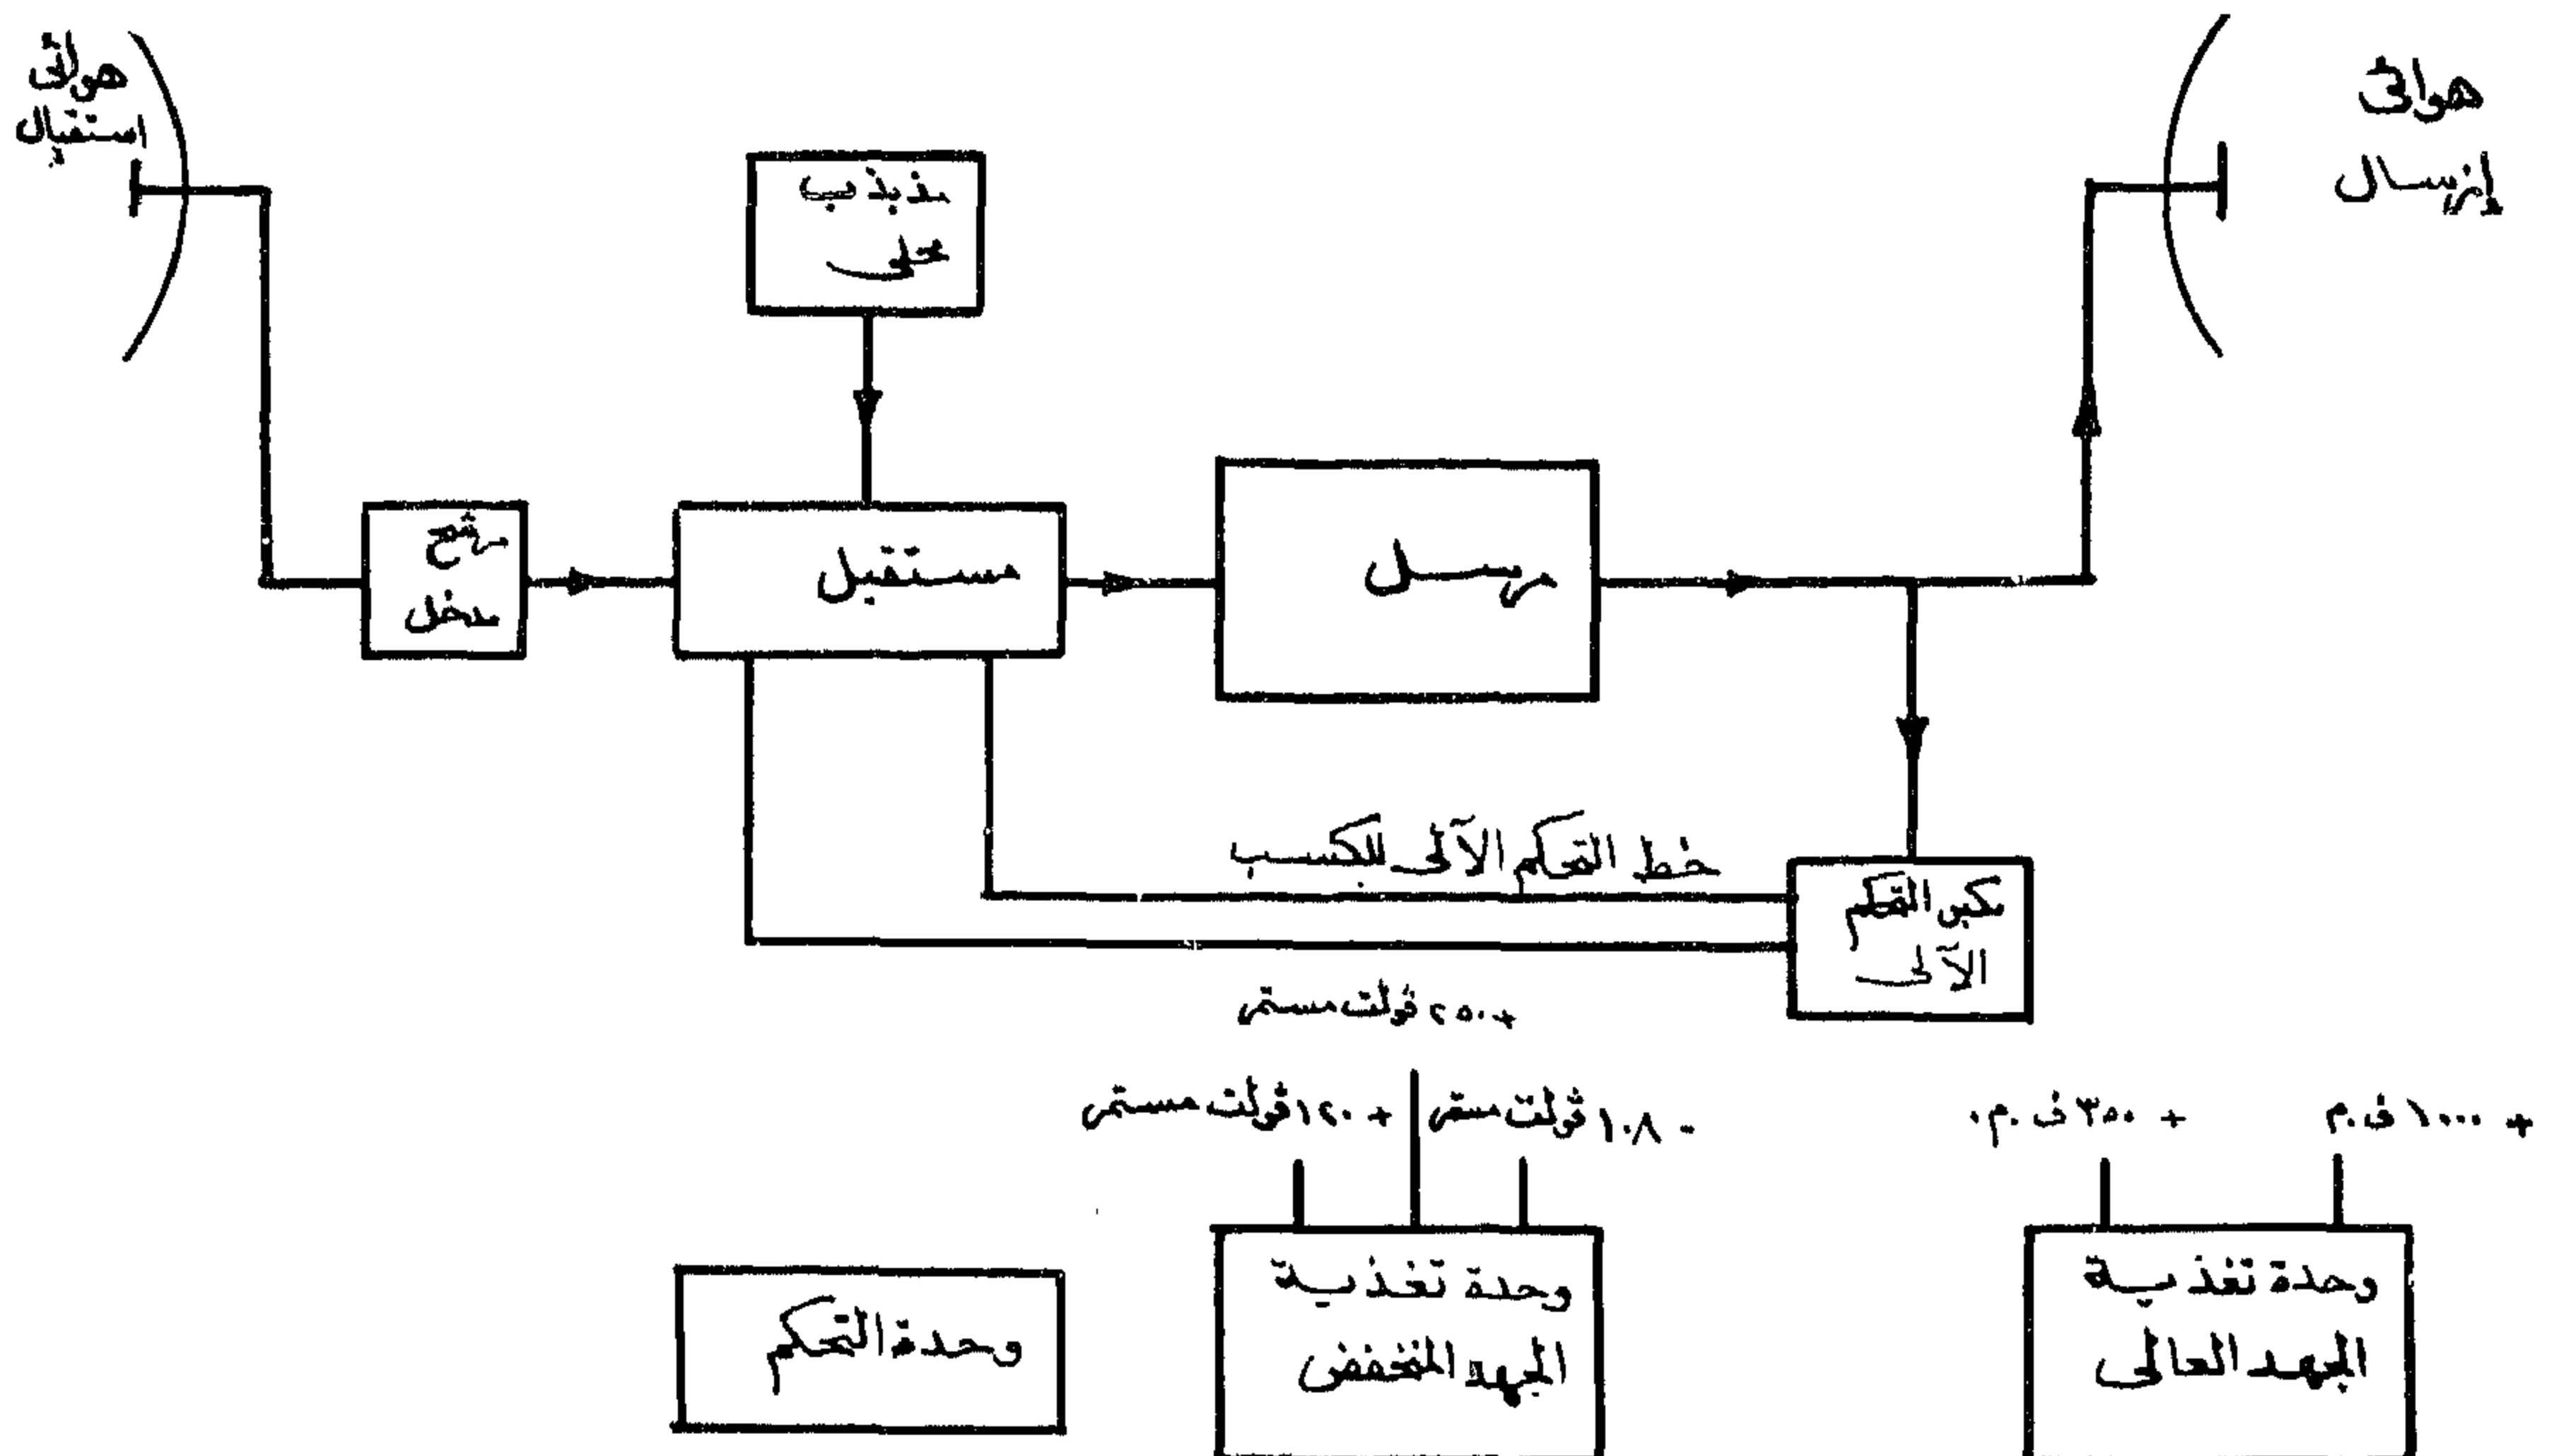 هوائى
إرسال
هوائى
استقبال
مذبذب
محلى
مرشح
مدخل
مستقبل
مرسل
خط التحكم الآلى للكسب
مكبر التحكم
الآلى
+ ٢٥٠ ڤولت مستمر
- ١٠٨ ڤولت مستمر
+ ١٢٠ ڤولت مستمر
+ ١٠٠٠ ڤ.م
+ ٣٥٠ ڤ.م.
وحدة تغذية
الجهد العالى
وحدة تغذية
الجهد المنخفض
وحدة التحكم